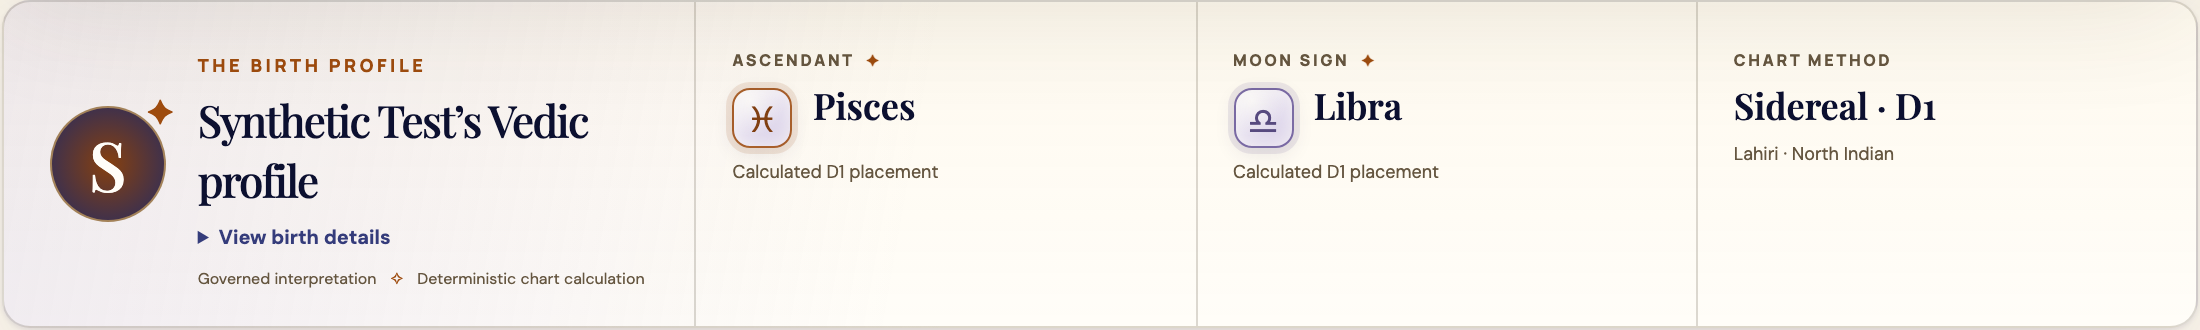 THE BIRTH PROFILE
S
Synthetic Test’s Vedic
profile
▶ View birth details
Governed interpretation ✧ Deterministic chart calculation
ASCENDANT ✦
♓ Pisces
Calculated D1 placement
MOON SIGN ✦
♎ Libra
Calculated D1 placement
CHART METHOD
Sidereal · D1
Lahiri · North Indian